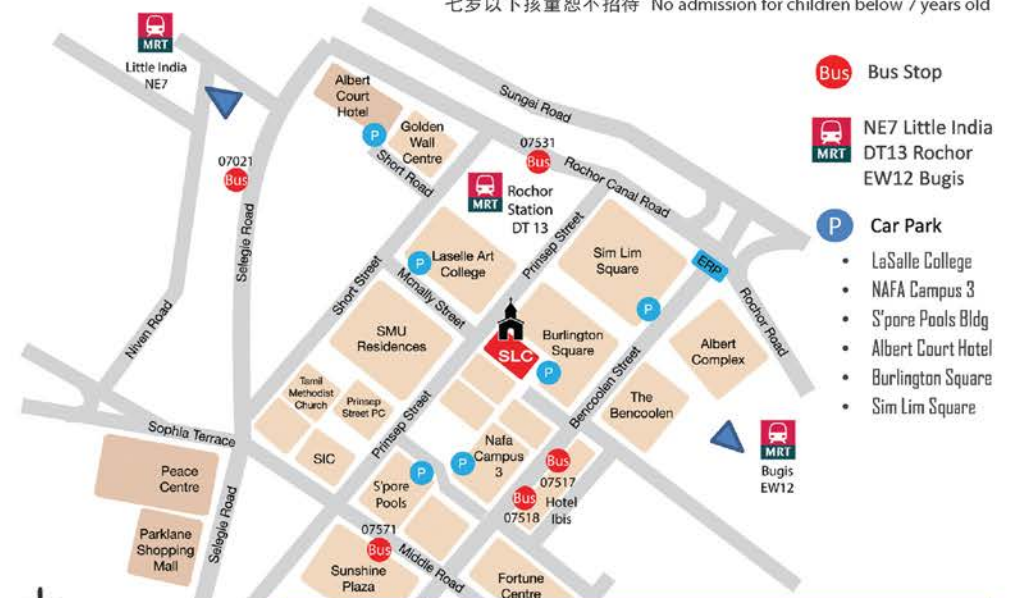 七岁以下孩童恕不招待 No admission for children below 7 years old
MRT
Little India
NE7
Albert
Court
Hotel
P
Golden
Wall
Centre
Short Road
Sungei Road
07531
Bus
Rochor Canal Road
07021
Bus
MRT
Rochor
Station
DT 13
Selegie Road
Prinsep Street
Sim Lim
Square
ERP
P
Laselle Art
College
P
Short Street
Mcnally Street
Rochor Road
Niven Road
SMU
Residences
SLC
Burlington
Square
P
Albert
Complex
Bencoolen Street
The
Bencoolen
Tamil
Methodist
Church
Prinsep
Street PC
Prinsep Street
SIC
Sophia Terrace
Peace
Centre
Nafa
Campus
3
P
Bus
07517
Bus
07518
Hotel
Ibis
MRT
Bugis
EW12
P
S'pore
Pools
Selegie Road
Parklane
Shopping
Mall
07571
Bus
Middle Road
Sunshine
Plaza
Fortune
Centre
Bus
Bus Stop
MRT
NE7 Little India
DT13 Rochor
EW12 Bugis
P
Car Park
• LaSalle College
• NAFA Campus 3
• S'pore Pools Bldg
• Albert Court Hotel
• Burlington Square
• Sim Lim Square